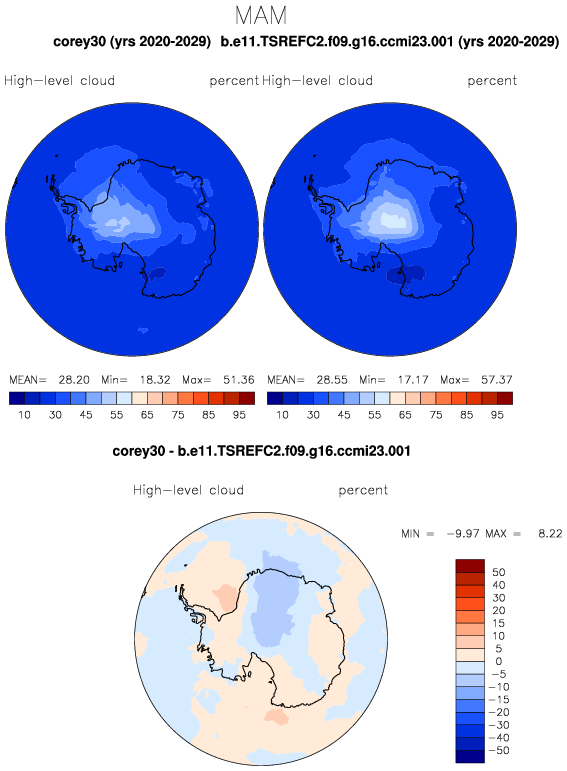 MAM
corey30 (yrs 2020-2029) b.e11.TSREFC2.f09.g16.ccmi23.001 (yrs 2020-2029)
High-level cloud percent High-level cloud percent
MEAN= 28.20 Min= 18.32 Max= 51.36 MEAN= 28.55 Min= 17.17 Max= 57.37
10 30 45 55 65 75 85 95 10 30 45 55 65 75 85 95
corey30 - b.e11.TSREFC2.f09.g16.ccmi23.001
High-level cloud percent
MIN = -9.97 MAX = 8.22
50
40
30
20
15
10
5
0
-5
-10
-15
-20
-30
-40
-50